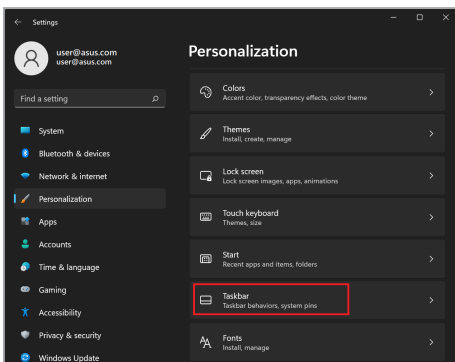 Settings
user@asus.com
user@asus.com
Find a setting
System
Bluetooth & devices
Network & internet
Personalization
Apps
Accounts
Time & language
Gaming
Accessibility
Privacy & security
Windows Update
Personalization
Colors
Accent color, transparency effects, color theme
Themes
Install, create, manage
Lock screen
Lock screen images, apps, animations
Touch keyboard
Themes, size
Start
Recent apps and items, folders
Taskbar
Taskbar behaviors, system pins
Fonts
Install, manage